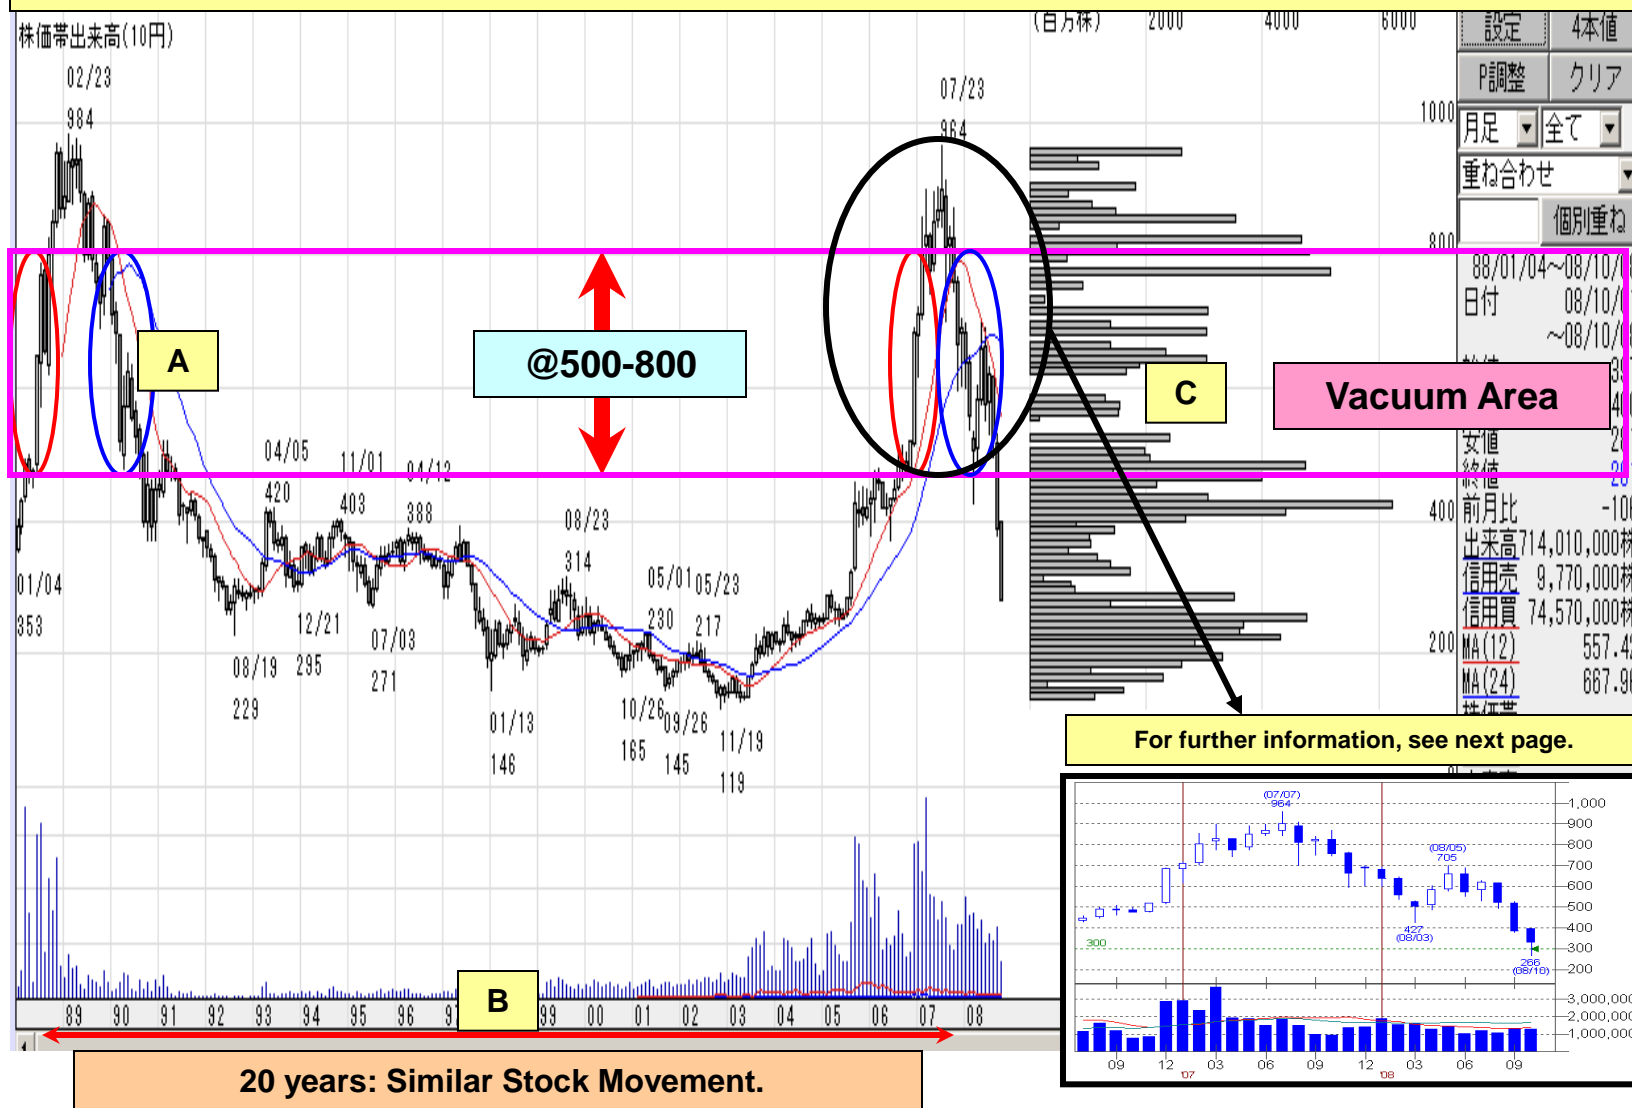 株価帯出来高(10円)
(百万株) 2000 4000 6000
設定 4本値
P調整 クリア
月足 全て
重ね合わせ
個別重ね
88/01/04～08/10/
日付 08/10/
～08/10/
安値
終値
前月比 -10
出来高 714,010,000株
信用売 9,770,000株
信用買 74,570,000株
MA(12) 557.42
MA(24) 667.96
株価帯
1000
800
400
200
02/23
984
07/23
964
A
@500-800
C
Vacuum Area
01/04
353
04/05
420
11/01
403
04/12
388
08/23
314
05/01
230
05/23
217
08/19
229
12/21
295
07/03
271
01/13
146
10/26
165
09/26
145
11/19
119
For further information, see next page.
B
89 90 91 92 93 94 95 96 97 99 00 01 02 03 04 05 06 07 08
20 years: Similar Stock Movement.
(07/07)
964
(08/05)
705
427
(08/03)
300
266
(08/10)
1,000
900
800
700
600
500
400
300
200
3,000,000
2,000,000
1,000,000
09 12 03 06 09 12 03 06 09
'07 '08